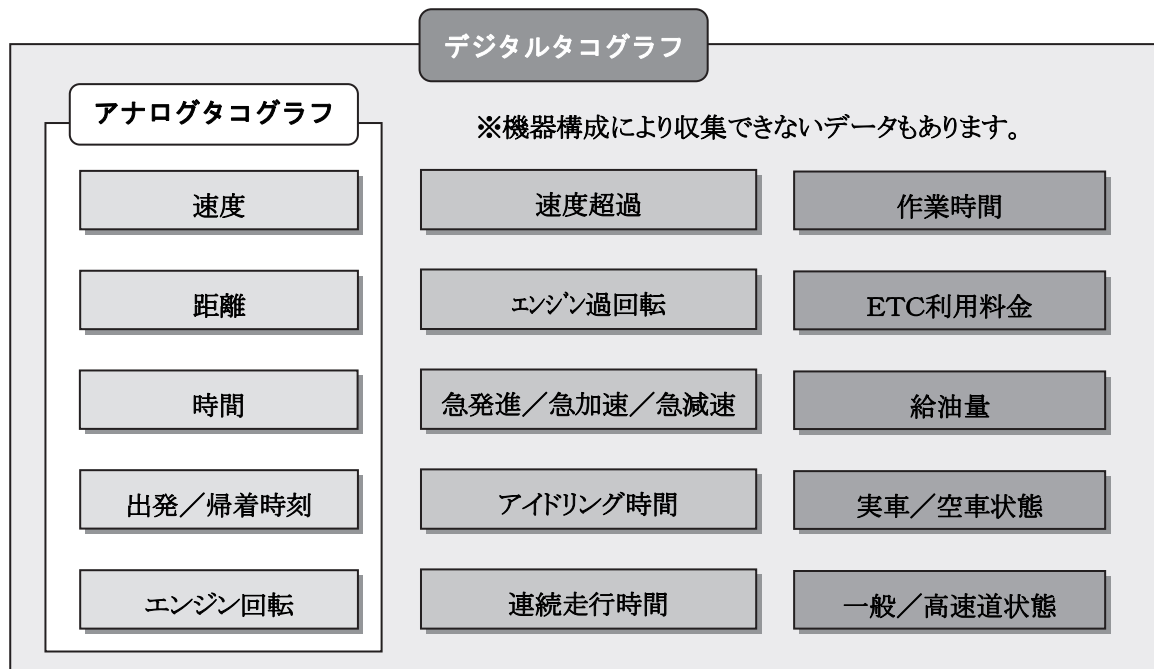 デジタルタコグラフ
アナログタコグラフ
※機器構成により収集できないデータもあります。
速度
速度超過
作業時間
距離
エンジン過回転
ETC利用料金
時間
急発進／急加速／急減速
給油量
出発／帰着時刻
アイドリング時間
実車／空車状態
エンジン回転
連続走行時間
一般／高速道状態